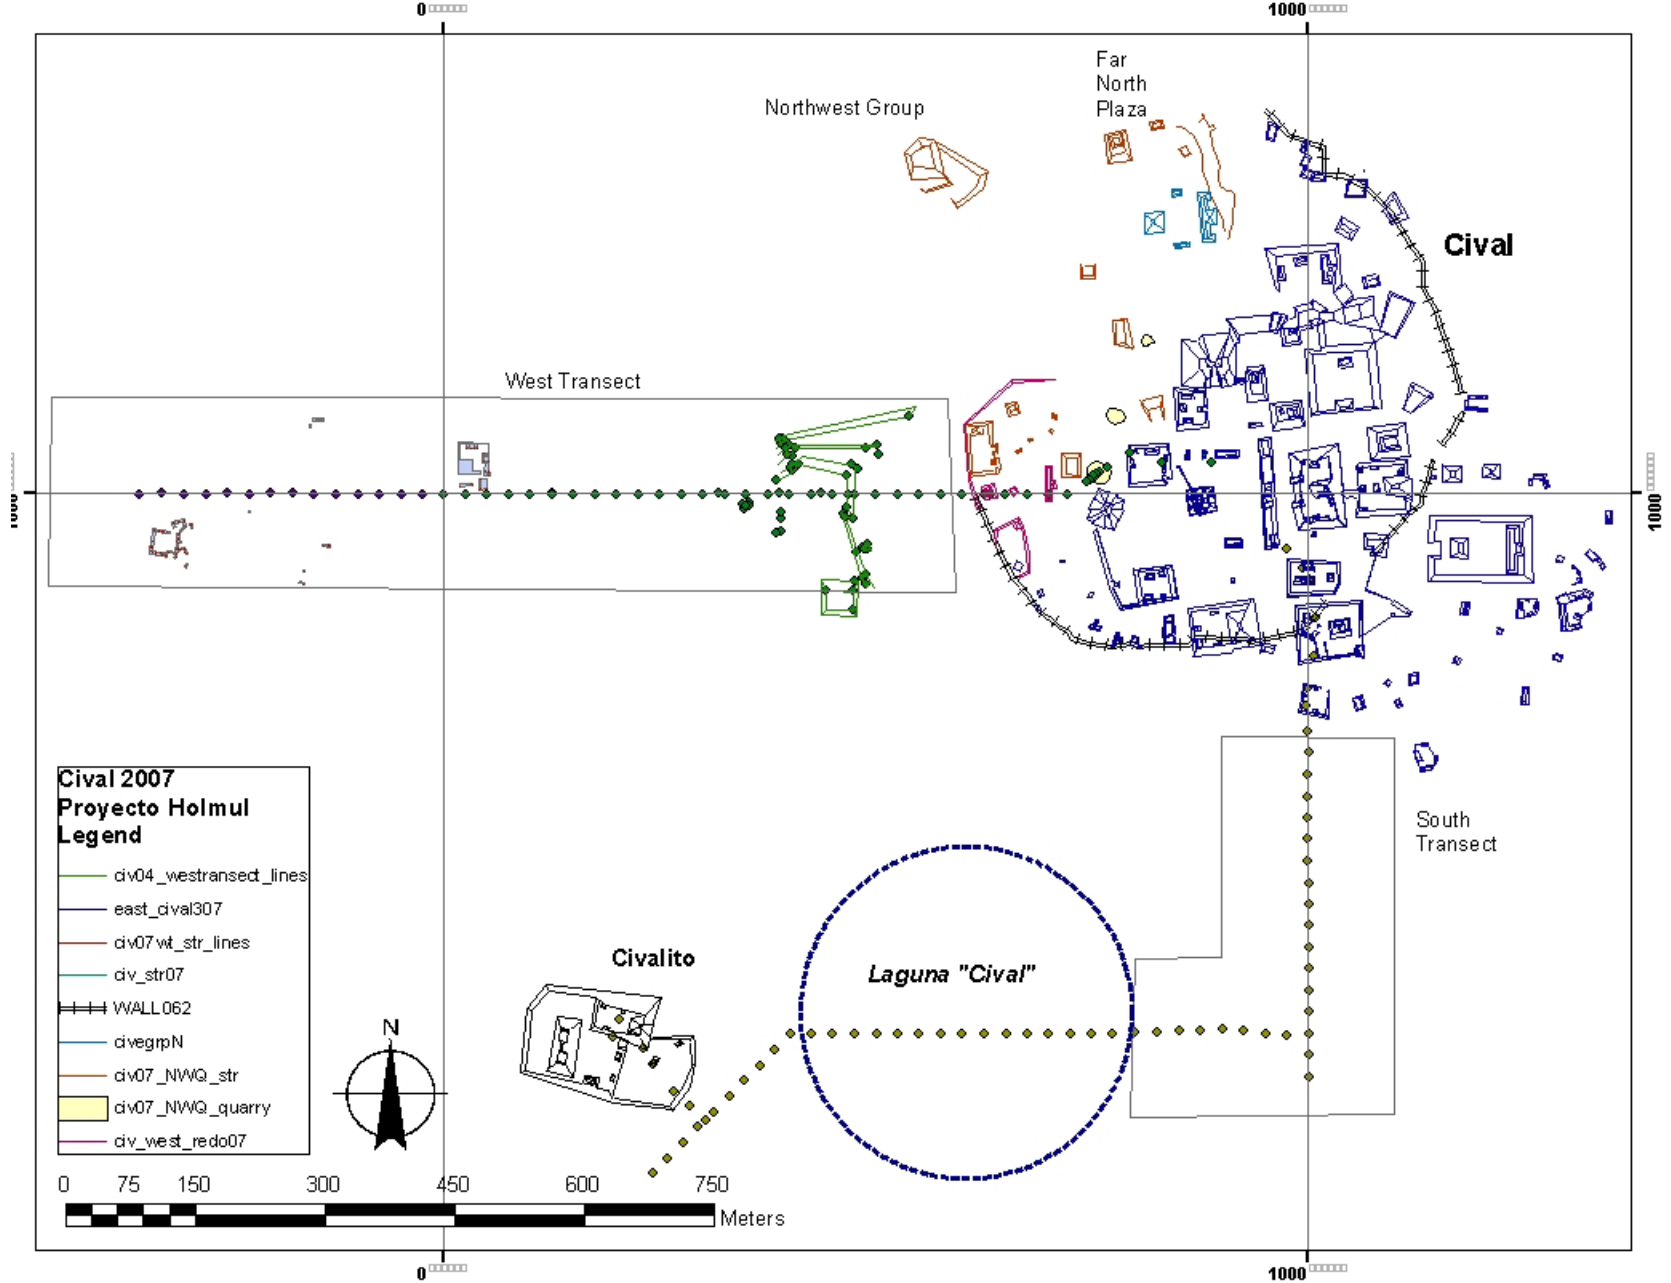 0
1000
Far
North
Plaza
Northwest Group
Cival
West Transect
1000
1000
Cival 2007
Proyecto Holmul
Legend
civ04_westransect_lines
east_cival307
civ07wt_str_lines
civ_str07
WALL062
civegrpN
civ07_NWQ_str
civ07_NWQ_quarry
civ_west_redo07
South
Transect
Civalito
Laguna "Cival"
N
0 75 150 300 450 600 750
Meters
0
1000